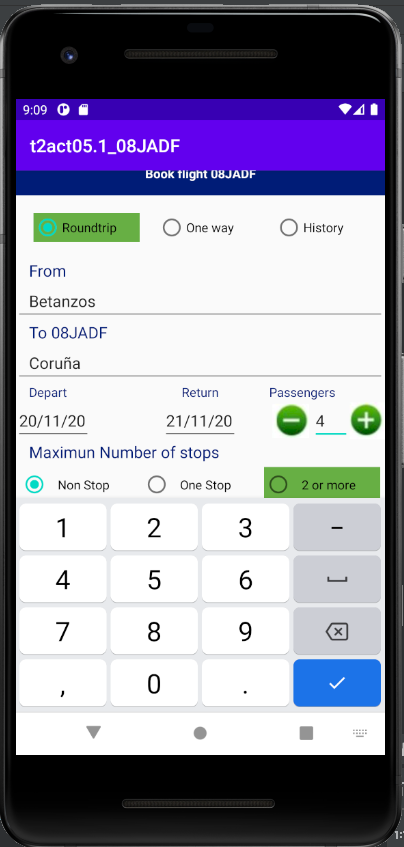 9:09
t2act05.1_08JADF
Book flight 08JADF
Roundtrip One way History
From
Betanzos
To 08JADF
Coruña
Depart Return Passengers
20/11/20 21/11/20 4
Maximun Number of stops
Non Stop One Stop 2 or more
1 2 3 –
4 5 6
7 8 9
, 0 .